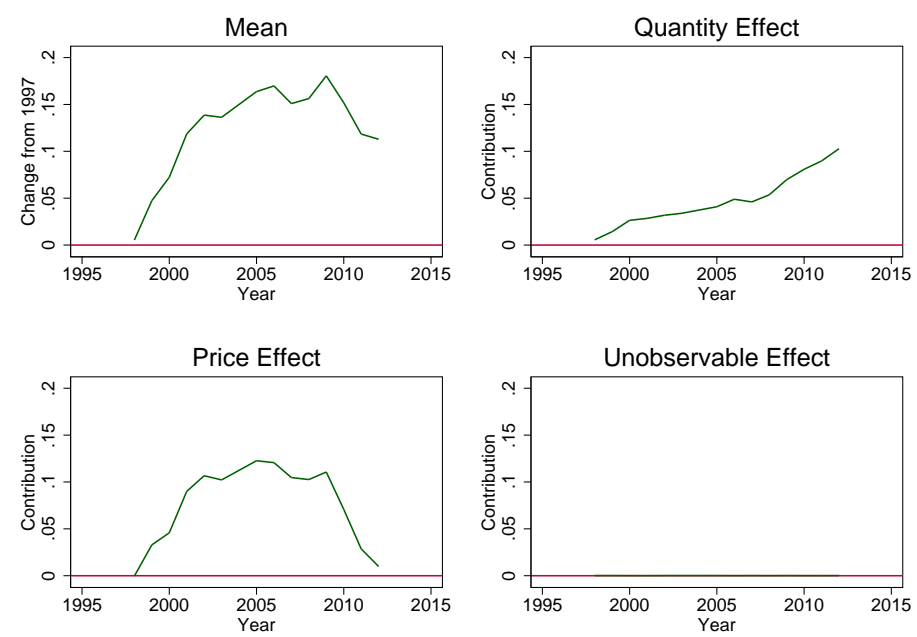 Mean
Change from 1997
0 .05 .1 .15 .2
1995 2000 2005 2010 2015
Year
Quantity Effect
Contribution
0 .05 .1 .15 .2
1995 2000 2005 2010 2015
Year
Price Effect
Contribution
0 .05 .1 .15 .2
1995 2000 2005 2010 2015
Year
Unobservable Effect
Contribution
0 .05 .1 .15 .2
1995 2000 2005 2010 2015
Year